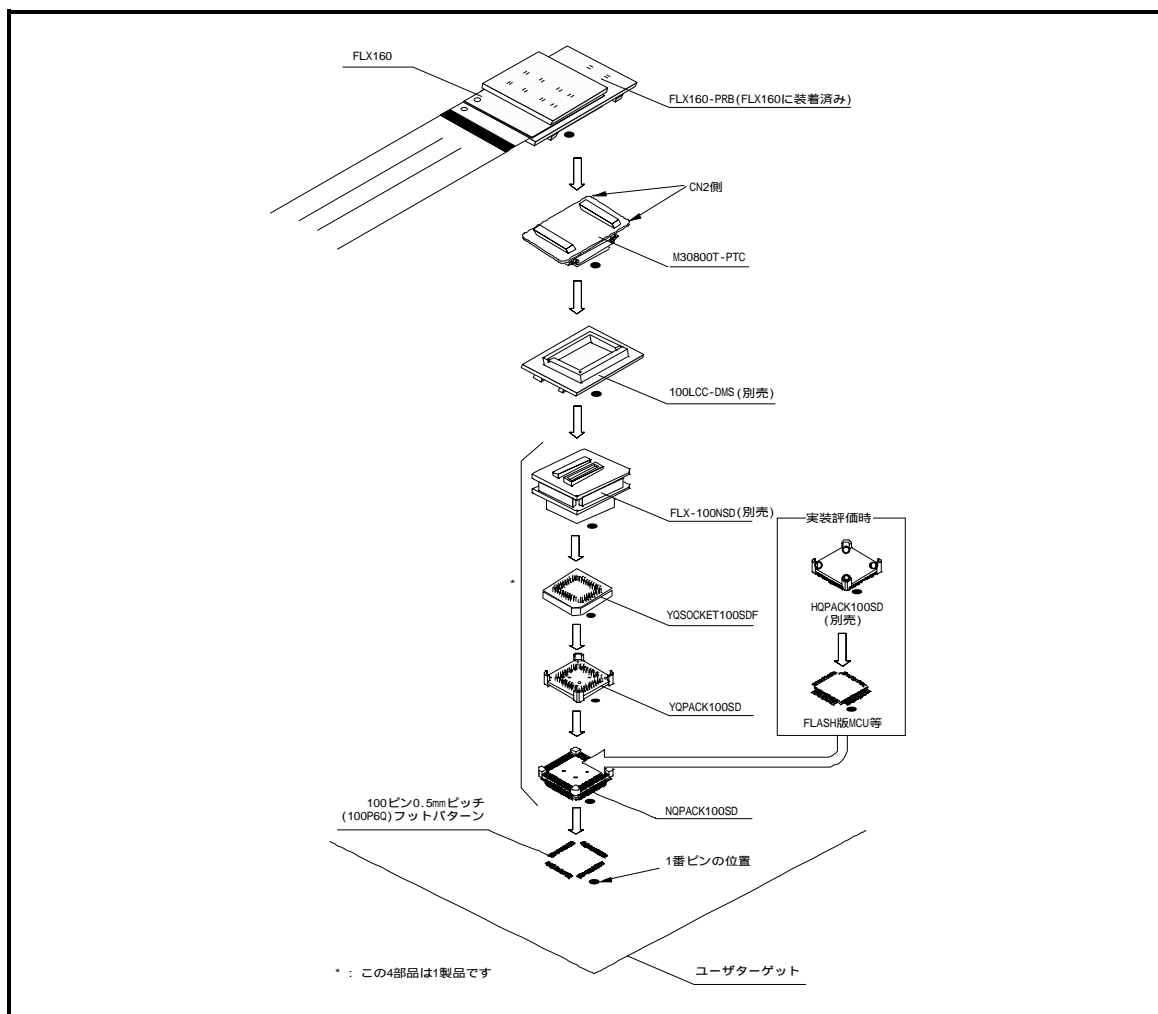 FLX160
FLX160-PRB(FLX160に装着済み)
CN2側
M30800T-PTC
100LCC-DMS(別売)
FLX-100NSD(別売)
実装評価時
*
HQPACK100SD
(別売)
YQSOCKET100SDF
YQPACK100SD
FLASH版MCU等
100ピン0.5mmピッチ
(100P6Q)フットパターン
NQPACK100SD
1番ピンの位置
* : この4部品は1製品です
ユーザターゲット